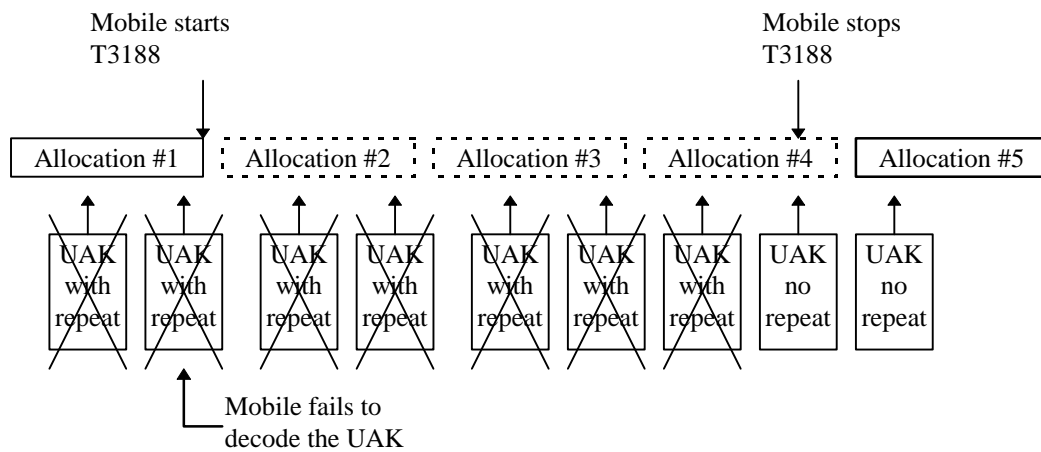 Mobile starts
T3188
Mobile stops
T3188
Allocation #1
Allocation #2
Allocation #3
Allocation #4
Allocation #5
UAK
with
repeat
UAK
with
repeat
UAK
with
repeat
UAK
with
repeat
UAK
with
repeat
UAK
with
repeat
UAK
with
repeat
UAK
no
repeat
UAK
no
repeat
Mobile fails to
decode the UAK